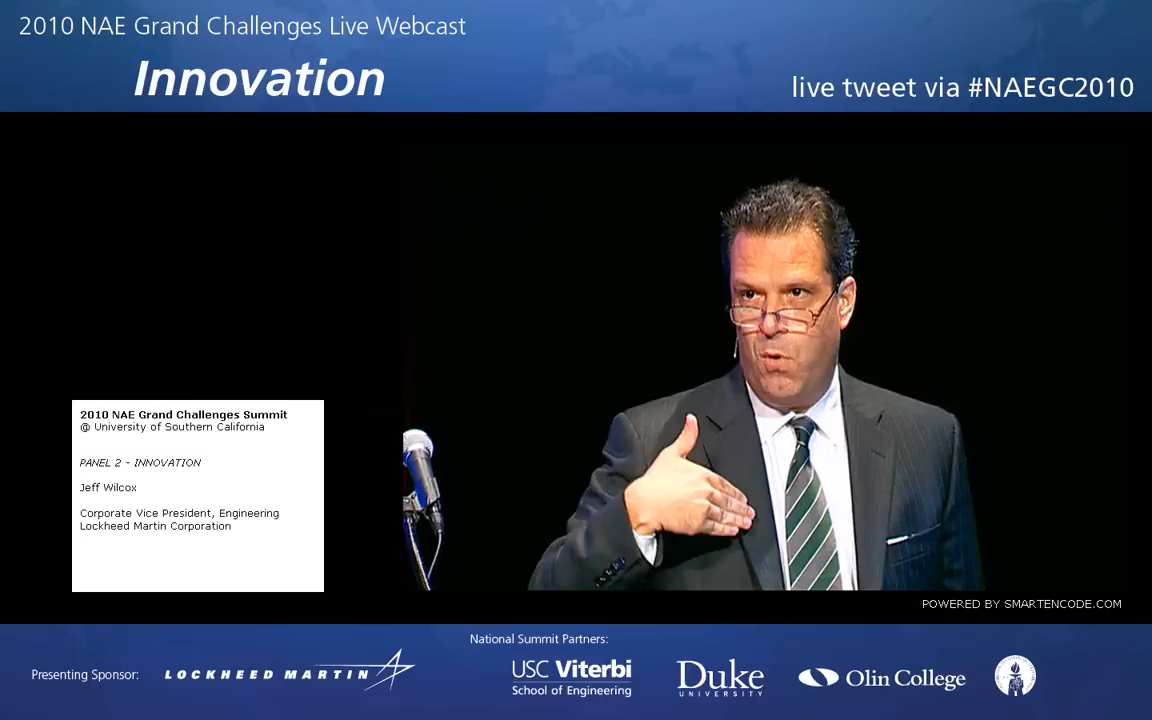 2010 NAE Grand Challenges Live Webcast
Innovation
live tweet via #NAEGC2010
2010 NAE Grand Challenges Summit
@ University of Southern California
PANEL 2 - INNOVATION
Jeff Wilcox
Corporate Vice President, Engineering
Lockheed Martin Corporation
POWERED BY SMARTENCODE.COM
National Summit Partners:
Presenting Sponsor:
LOCKHEED MARTIN
USC Viterbi
School of Engineering
Duke
UNIVERSITY
Olin College